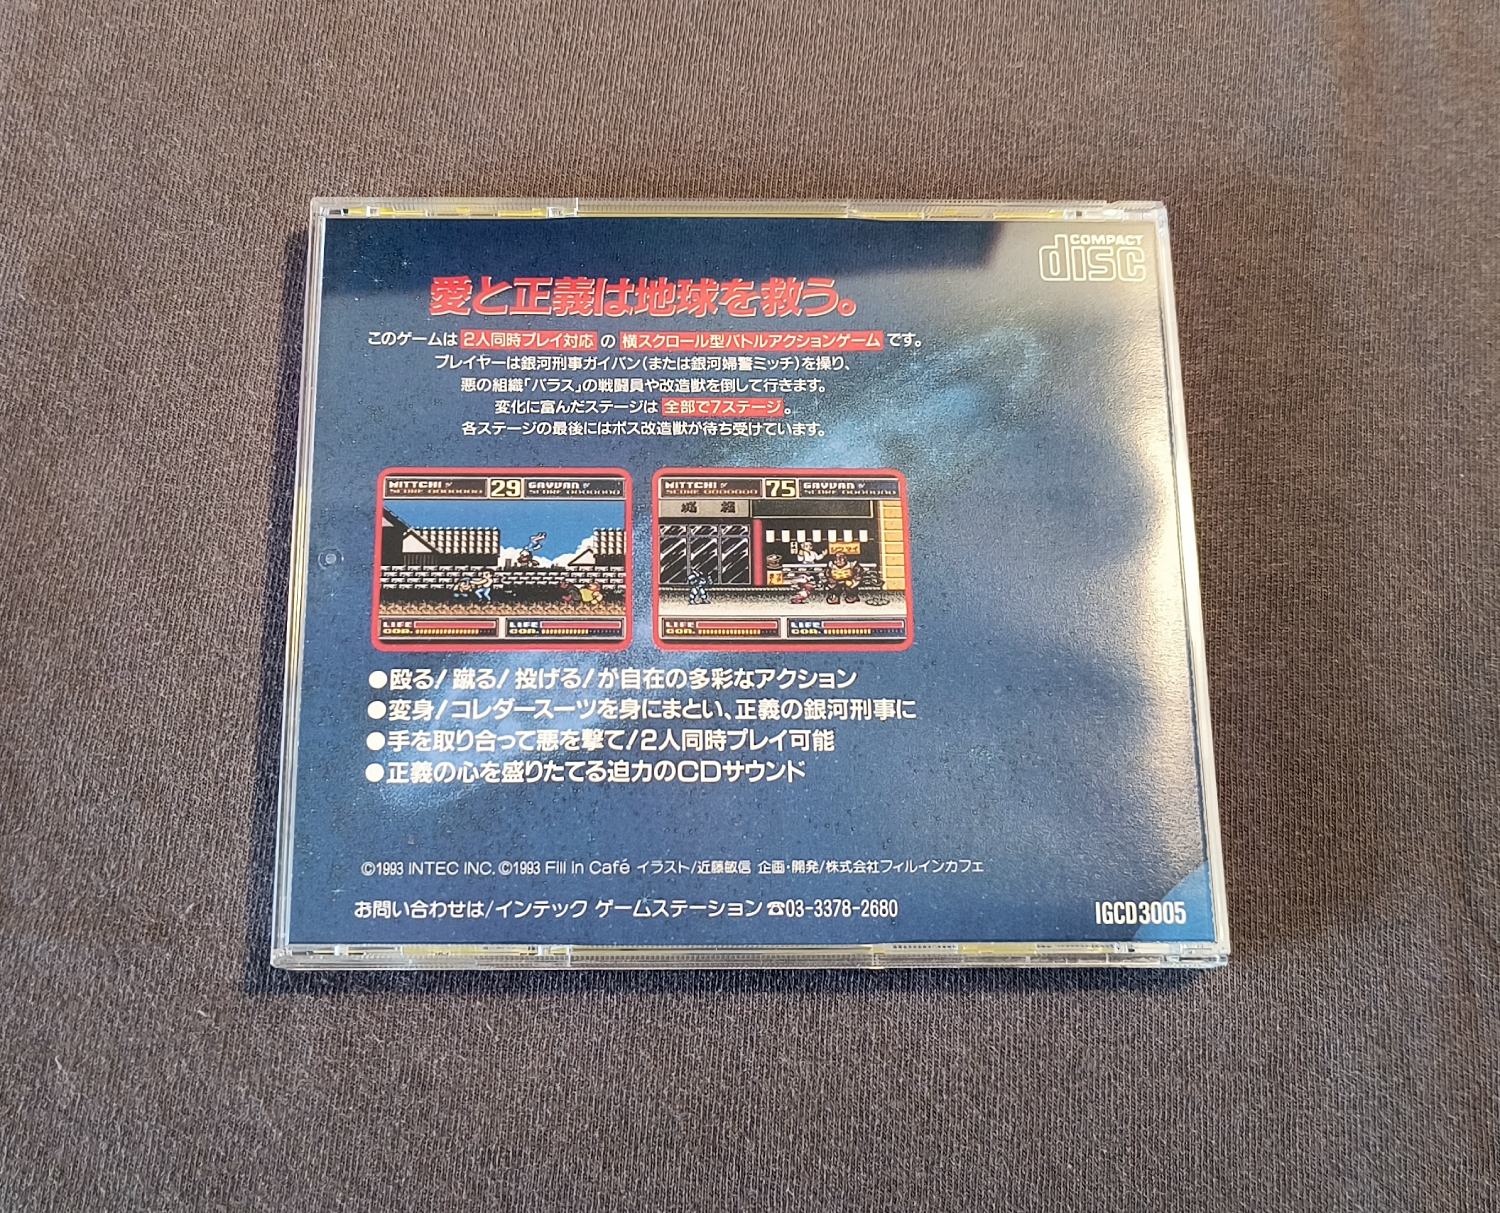 COMPACT
disc
愛と正義は地球を救う。
このゲームは 2人同時プレイ対応 の 横スクロール型バトルアクションゲーム です。
プレイヤーは銀河刑事ガイバン(または銀河婦警ミッチ)を操り、
悪の組織「バラス」の戦闘員や改造獣を倒して行きます。
変化に富んだステージは 全部で7ステージ。
各ステージの最後にはボス改造獣が待ち受けています。
MITTCHI 29 GAYVAN
SCORE 0000000 SCORE 0000000
LIFE LIFE
COB. COB.
MITTCHI 75 GAYVAN
SCORE 0000000 SCORE 0000000
LIFE LIFE
COB. COB.
●殴る/蹴る/投げる/が自在の多彩なアクション
●変身/コレダースーツを身にまとい、正義の銀河刑事に
●手を取り合って悪を撃て/2人同時プレイ可能
●正義の心を盛りたてる迫力のCDサウンド
©1993 INTEC INC. ©1993 Fill in Café イラスト/近藤敏信 企画・開発/株式会社フィルインカフェ
お問い合わせは/インテック ゲームステーション ☎03-3378-2680
IGCD3005